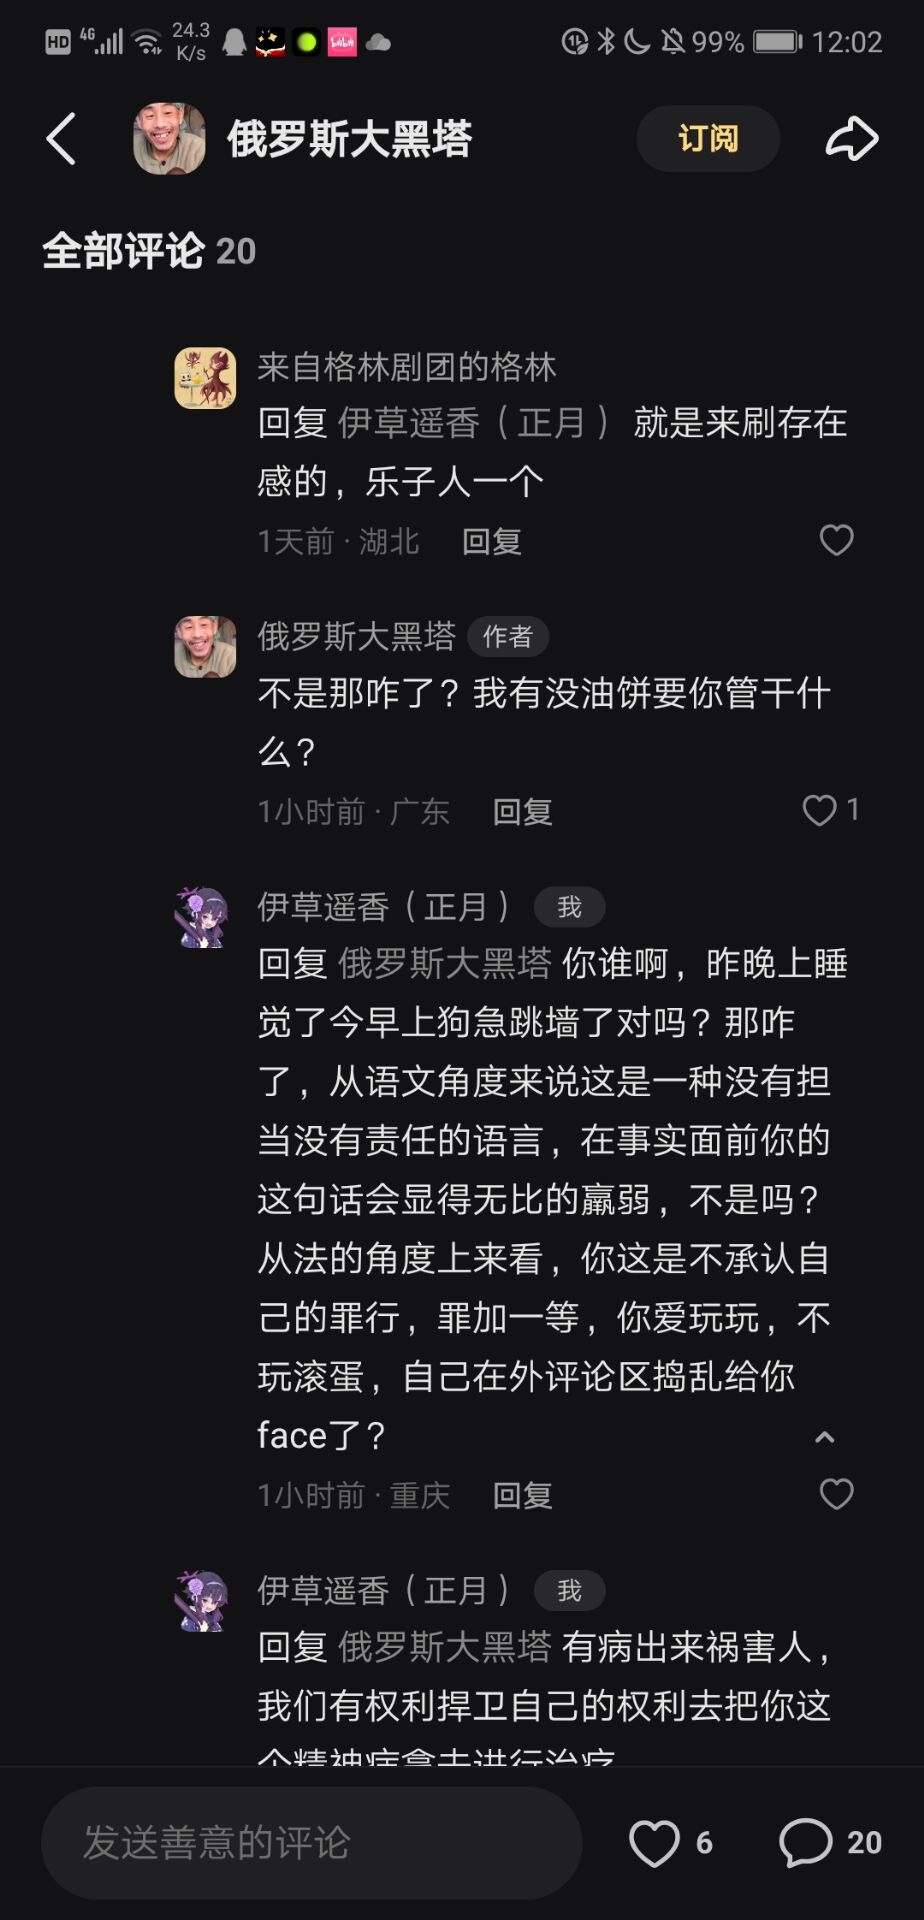 HD 4G 24.3 K/s 99% 12:02
俄罗斯大黑塔 订阅
全部评论 20
来自格林剧团的格林
回复 伊草遥香（正月） 就是来刷存在
感的，乐子人一个
1天前 · 湖北 回复
俄罗斯大黑塔 作者
不是那咋了？我有没油饼要你管干什
么？
1小时前 · 广东 回复 1
伊草遥香（正月） 我
回复 俄罗斯大黑塔 你谁啊，昨晚上睡
觉了今早上狗急跳墙了对吗？那咋
了，从语文角度来说这是一种没有担
当没有责任的语言，在事实面前你的
这句话会显得无比的羸弱，不是吗？
从法的角度上来看，你这是不承认自
己的罪行，罪加一等，你爱玩玩，不
玩滚蛋，自己在外评论区捣乱给你
face了？
1小时前 · 重庆 回复
伊草遥香（正月） 我
回复 俄罗斯大黑塔 有病出来祸害人，
我们有权利捍卫自己的权利去把你这
个精神病拿去进行治疗
发送善意的评论 6 20